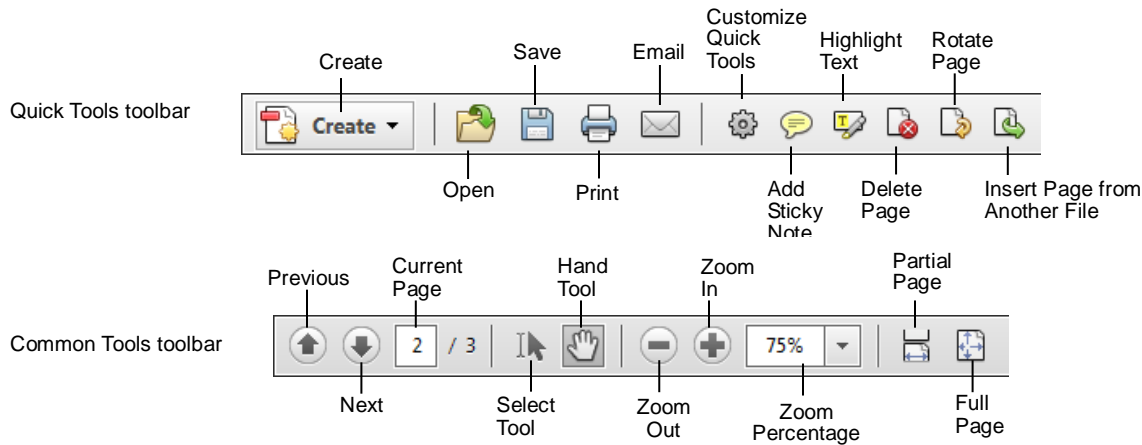 Customize
Quick
Tools
Highlight
Text
Rotate
Page
Create
Save
Email
Quick Tools toolbar
Create
Open
Print
Add
Sticky
Note
Delete
Page
Insert Page from
Another File
Previous
Current
Page
Hand
Tool
Zoom
In
Partial
Page
Common Tools toolbar
2 / 3
75%
Next
Select
Tool
Zoom
Out
Zoom
Percentage
Full
Page